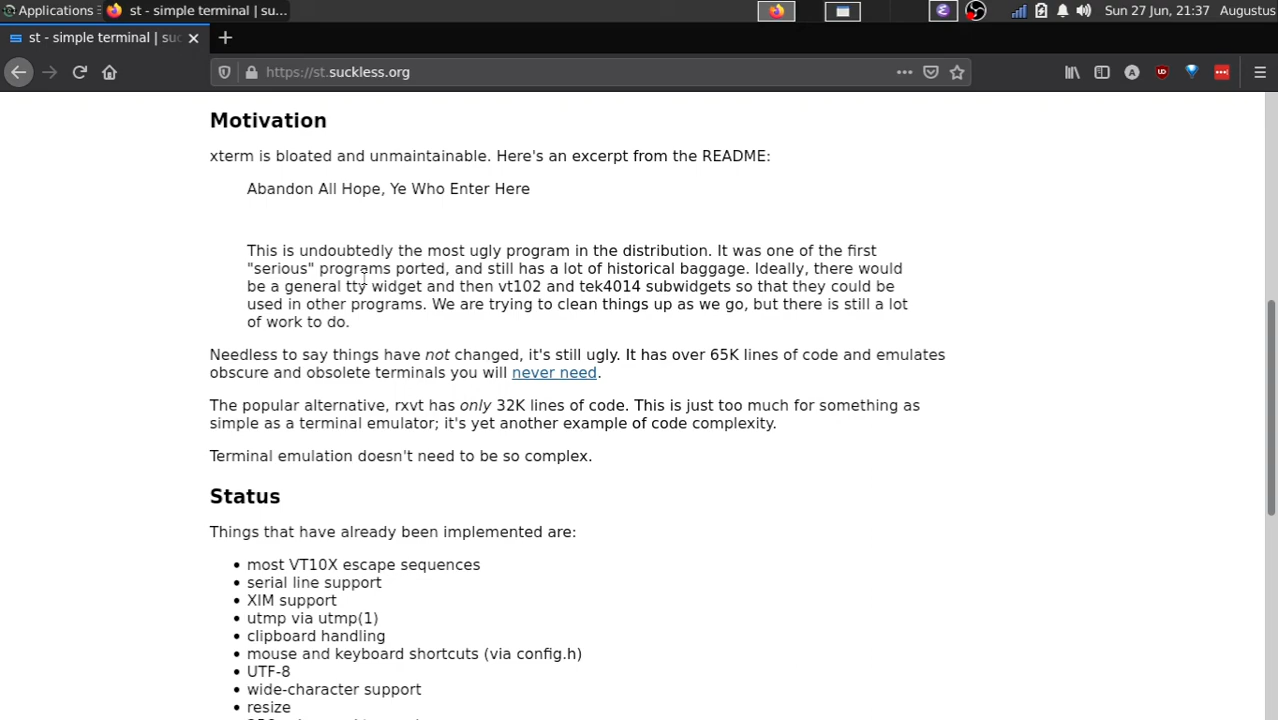 Applications
st - simple terminal | su...
Sun 27 Jun, 21:37
Augustus
st - simple terminal | suc
https://st.suckless.org
Motivation
xterm is bloated and unmaintainable. Here's an excerpt from the README:
Abandon All Hope, Ye Who Enter Here
This is undoubtedly the most ugly program in the distribution. It was one of the first
"serious" programs ported, and still has a lot of historical baggage. Ideally, there would
be a general tty widget and then vt102 and tek4014 subwidgets so that they could be
used in other programs. We are trying to clean things up as we go, but there is still a lot
of work to do.
Needless to say things have not changed, it's still ugly. It has over 65K lines of code and emulates
obscure and obsolete terminals you will never need.
The popular alternative, rxvt has only 32K lines of code. This is just too much for something as
simple as a terminal emulator; it's yet another example of code complexity.
Terminal emulation doesn't need to be so complex.
Status
Things that have already been implemented are:
• most VT10X escape sequences
• serial line support
• XIM support
• utmp via utmp(1)
• clipboard handling
• mouse and keyboard shortcuts (via config.h)
• UTF-8
• wide-character support
• resize